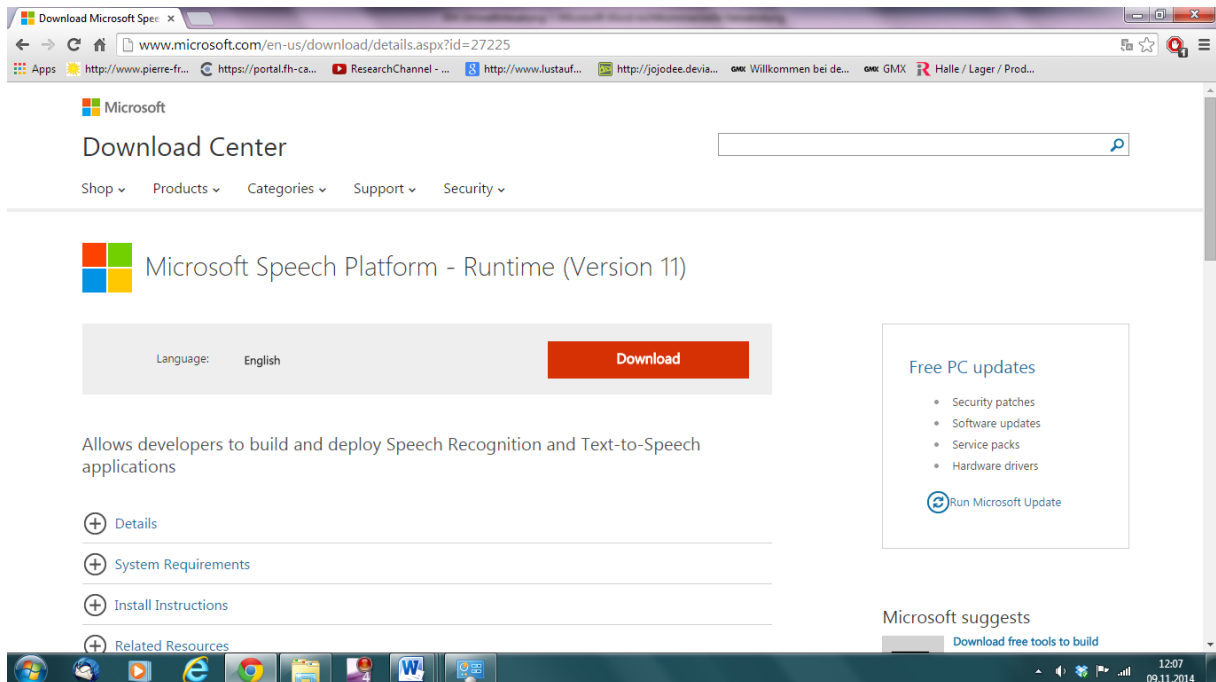 Download Microsoft Spee
www.microsoft.com/en-us/download/details.aspx?id=27225
Apps http://www.pierre-fr... https://portal.fh-ca... ResearchChannel - ... http://www.lustauf... http://jojodee.devia... GMX Willkommen bei de... GMX GMX Halle / Lager / Prod...
Microsoft
Download Center
Shop Products Categories Support Security
Microsoft Speech Platform - Runtime (Version 11)
Language: English Download
Allows developers to build and deploy Speech Recognition and Text-to-Speech
applications
Details
System Requirements
Install Instructions
Related Resources
Free PC updates
Security patches
Software updates
Service packs
Hardware drivers
Run Microsoft Update
Microsoft suggests
Download free tools to build
12:07
09.11.2014